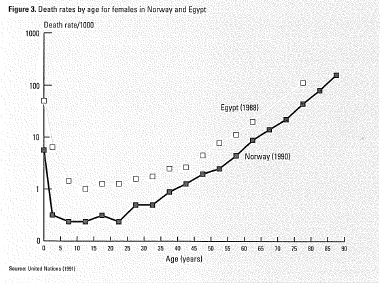 Figure 3. Death rates by age for females in Norway and Egypt
Death rate/1000
1000
100
10
1
0
Egypt (1988)
Norway (1990)
0 5 10 15 20 25 30 35 40 45 50 55 60 65 70 75 80 85 90
Age (years)
Source: United Nations (1991)